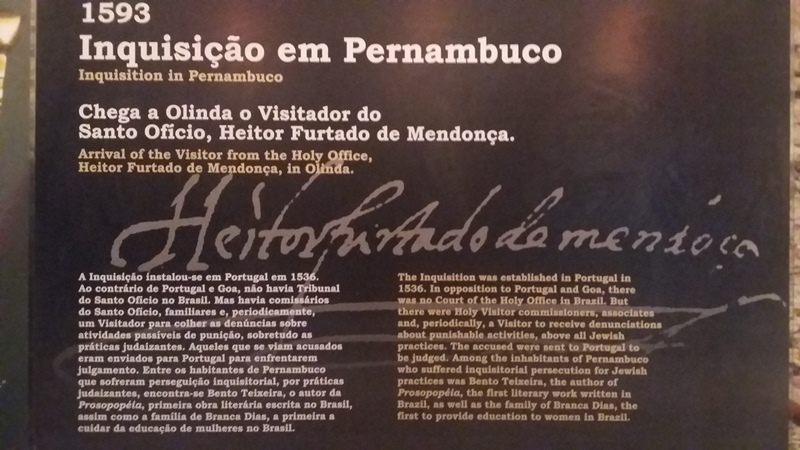 1593
Inquisição em Pernambuco
Inquisition in Pernambuco
Chega a Olinda o Visitador do
Santo Ofício, Heitor Furtado de Mendonça.
Arrival of the Visitor from the Holy Office,
Heitor Furtado de Mendonça, in Olinda.
Heitor furtado de mendoça
A Inquisição instalou-se em Portugal em 1536.
Ao contrário de Portugal e Goa, não havia Tribunal
do Santo Ofício no Brasil. Mas havia comissários
do Santo Ofício, familiares e, periodicamente,
um Visitador para colher as denúncias sobre
atividades passíveis de punição, sobretudo as
práticas judaizantes. Aqueles que se viam acusados
eram enviados para Portugal para enfrentarem
julgamento. Entre os habitantes de Pernambuco
que sofreram perseguição inquisitorial, por práticas
judaizantes, encontra-se Bento Teixeira, o autor da
Prosopopéia, primeira obra literária escrita no Brasil,
assim como a família de Branca Dias, a primeira a
cuidar da educação de mulheres no Brasil.
The Inquisition was established in Portugal in
1536. In opposition to Portugal and Goa, there
was no Court of the Holy Office in Brazil. But
there were Holy Visitor commissioners, associates
and, periodically, a Visitor to receive denunciations
about punishable activities, above all Jewish
practices. The accused were sent to Portugal to
be judged. Among the inhabitants of Pernambuco
who suffered inquisitorial persecution for Jewish
practices was Bento Teixeira, the author of
Prosopopéia, the first literary work written in
Brazil, as well as the family of Branca Dias, the
first to provide education to women in Brazil.